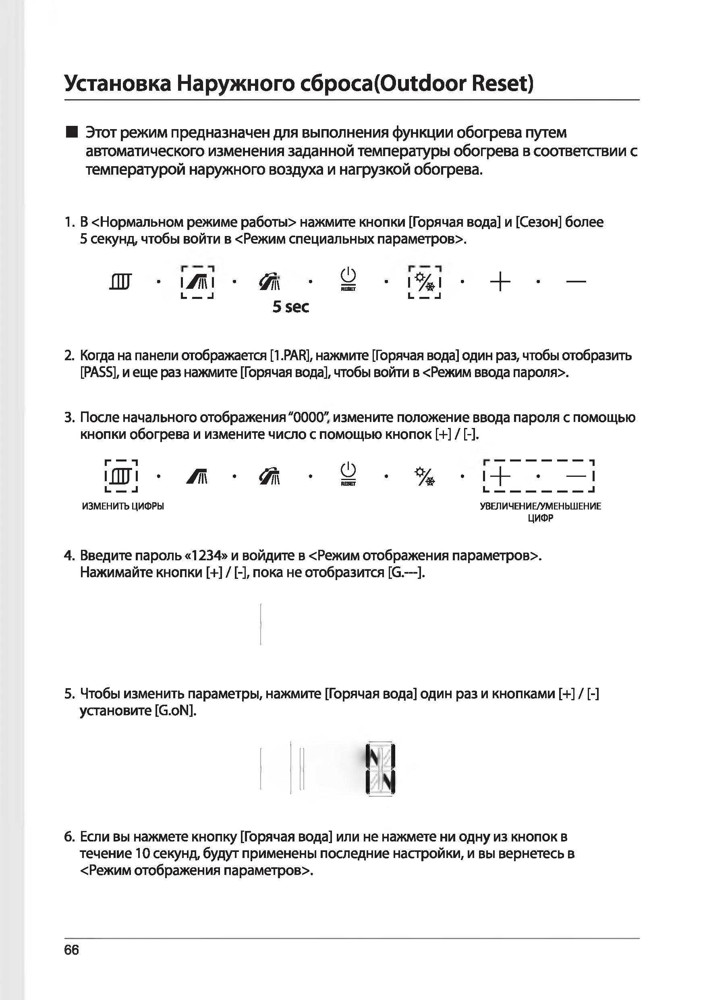 Установка Наружного сброса(Outdoor Reset)
■ Этот режим предназначен для выполнения функции обогрева путем
автоматического изменения заданной температуры обогрева в соответствии с
температурой наружного воздуха и нагрузкой обогрева.
1. В <Нормальном режиме работы> нажмите кнопки [Горячая вода] и [Сезон] более
5 секунд, чтобы войти в <Режим специальных параметров>.
RESET
5 sec
2. Когда на панели отображается [1.PAR], нажмите [Горячая вода] один раз, чтобы отобразить
[PASS], и еще раз нажмите [Горячая вода], чтобы войти в <Режим ввода пароля>.
3. После начального отображения “0000”, измените положение ввода пароля с помощью
кнопки обогрева и измените число с помощью кнопок [+] / [-].
RESET
ИЗМЕНИТЬ ЦИФРЫ
УВЕЛИЧЕНИЕ/УМЕНЬШЕНИЕ
ЦИФР
4. Введите пароль «1234» и войдите в <Режим отображения параметров>.
Нажимайте кнопки [+] / [-], пока не отобразится [G.---].
5. Чтобы изменить параметры, нажмите [Горячая вода] один раз и кнопками [+] / [-]
установите [G.oN].
N
6. Если вы нажмете кнопку [Горячая вода] или не нажмете ни одну из кнопок в
течение 10 секунд, будут применены последние настройки, и вы вернетесь в
<Режим отображения параметров>.
66